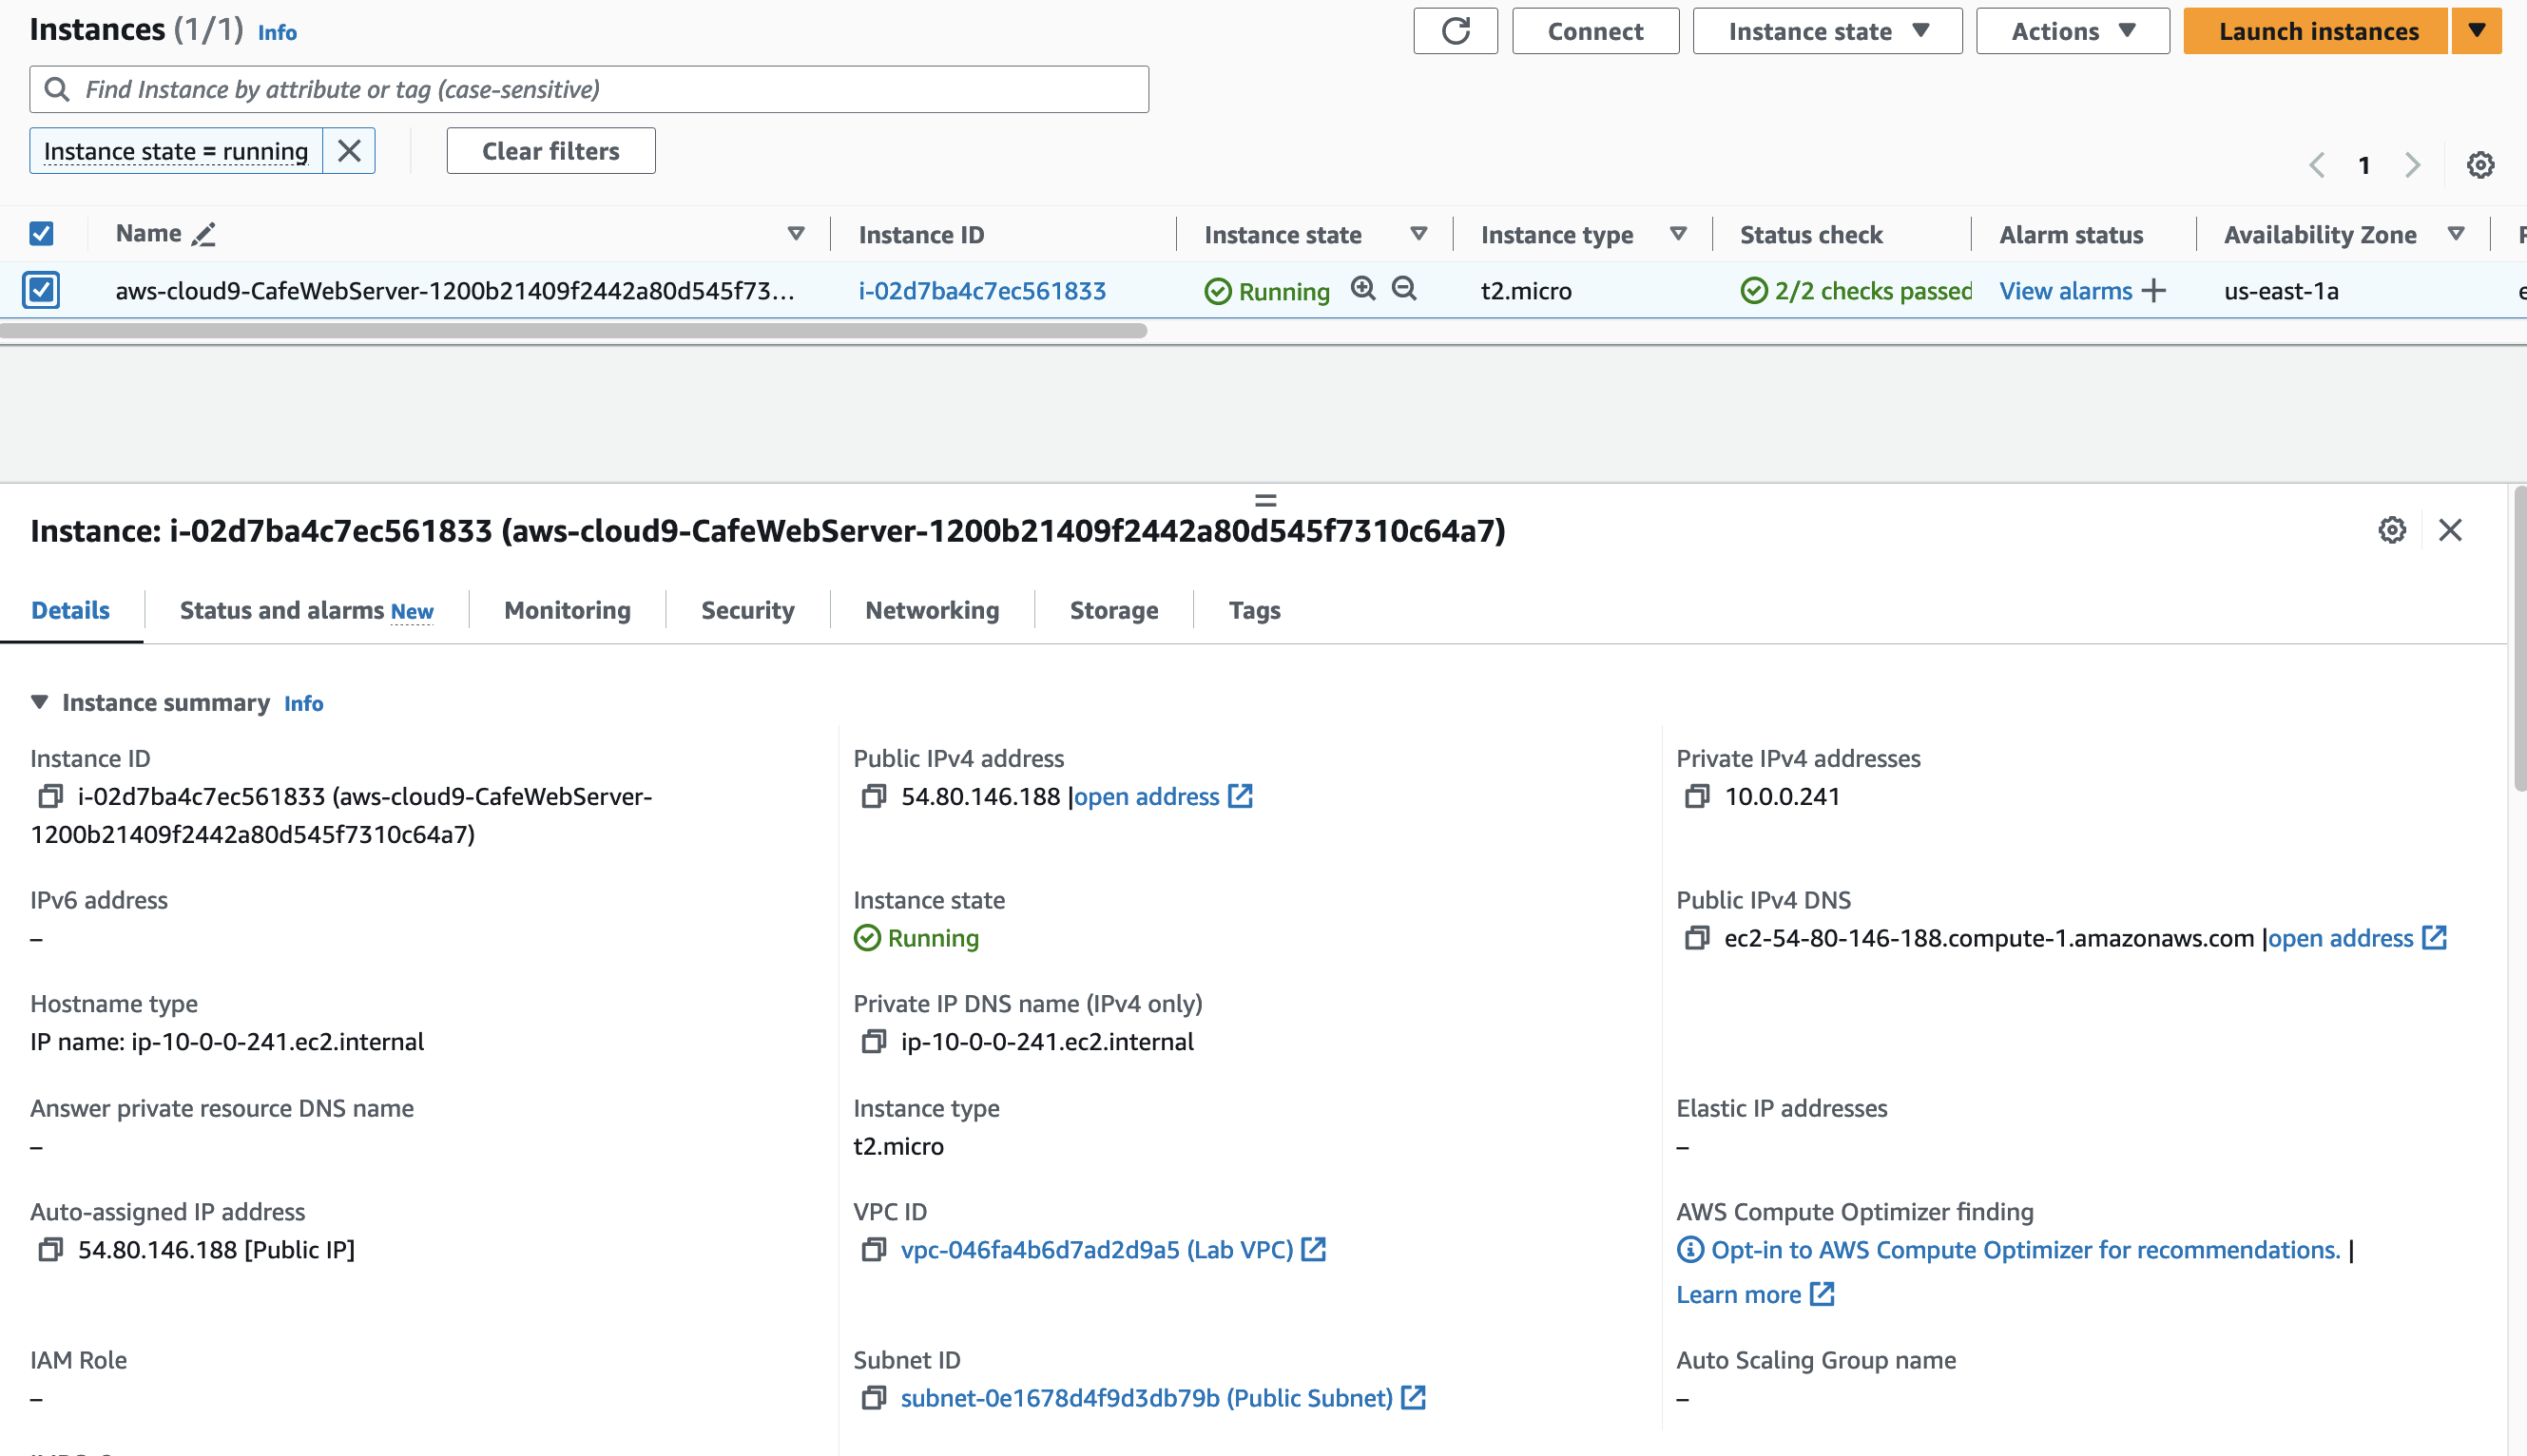 Instances (1/1) Info
Connect
Instance state
Actions
Launch instances
Find Instance by attribute or tag (case-sensitive)
Instance state = running
Clear filters
1
Name
Instance ID
Instance state
Instance type
Status check
Alarm status
Availability Zone
aws-cloud9-CafeWebServer-1200b21409f2442a80d545f73...
i-02d7ba4c7ec561833
Running
t2.micro
2/2 checks passed
View alarms
us-east-1a
Instance: i-02d7ba4c7ec561833 (aws-cloud9-CafeWebServer-1200b21409f2442a80d545f7310c64a7)
Details
Status and alarms New
Monitoring
Security
Networking
Storage
Tags
Instance summary Info
Instance ID
i-02d7ba4c7ec561833 (aws-cloud9-CafeWebServer-
1200b21409f2442a80d545f7310c64a7)
Public IPv4 address
54.80.146.188 |open address
Private IPv4 addresses
10.0.0.241
IPv6 address
–
Instance state
Running
Public IPv4 DNS
ec2-54-80-146-188.compute-1.amazonaws.com |open address
Hostname type
IP name: ip-10-0-0-241.ec2.internal
Private IP DNS name (IPv4 only)
ip-10-0-0-241.ec2.internal
Answer private resource DNS name
–
Instance type
t2.micro
Elastic IP addresses
–
Auto-assigned IP address
54.80.146.188 [Public IP]
VPC ID
vpc-046fa4b6d7ad2d9a5 (Lab VPC)
AWS Compute Optimizer finding
Opt-in to AWS Compute Optimizer for recommendations. |
Learn more
IAM Role
–
Subnet ID
subnet-0e1678d4f9d3db79b (Public Subnet)
Auto Scaling Group name
–